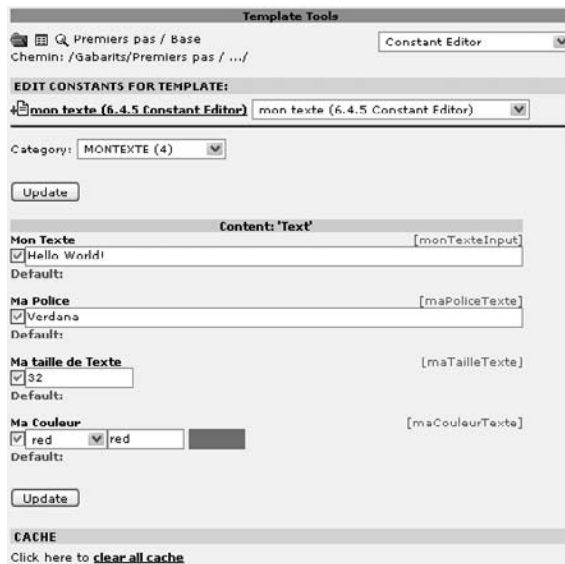 Template Tools
Premiers pas / Base
Constant Editor
Chemin: /Gabarits/Premiers pas / .../
EDIT CONSTANTS FOR TEMPLATE:
mon texte (6.4.5 Constant Editor) mon texte (6.4.5 Constant Editor)
Category: MONTEXTE (4)
Update
Content: 'Text'
Mon Texte [monTexteInput]
Hello World!
Default:
Ma Police [maPoliceTexte]
Verdana
Default:
Ma taille de Texte [maTailleTexte]
32
Default:
Ma Couleur [maCouleurTexte]
red red
Default:
Update
CACHE
Click here to clear all cache